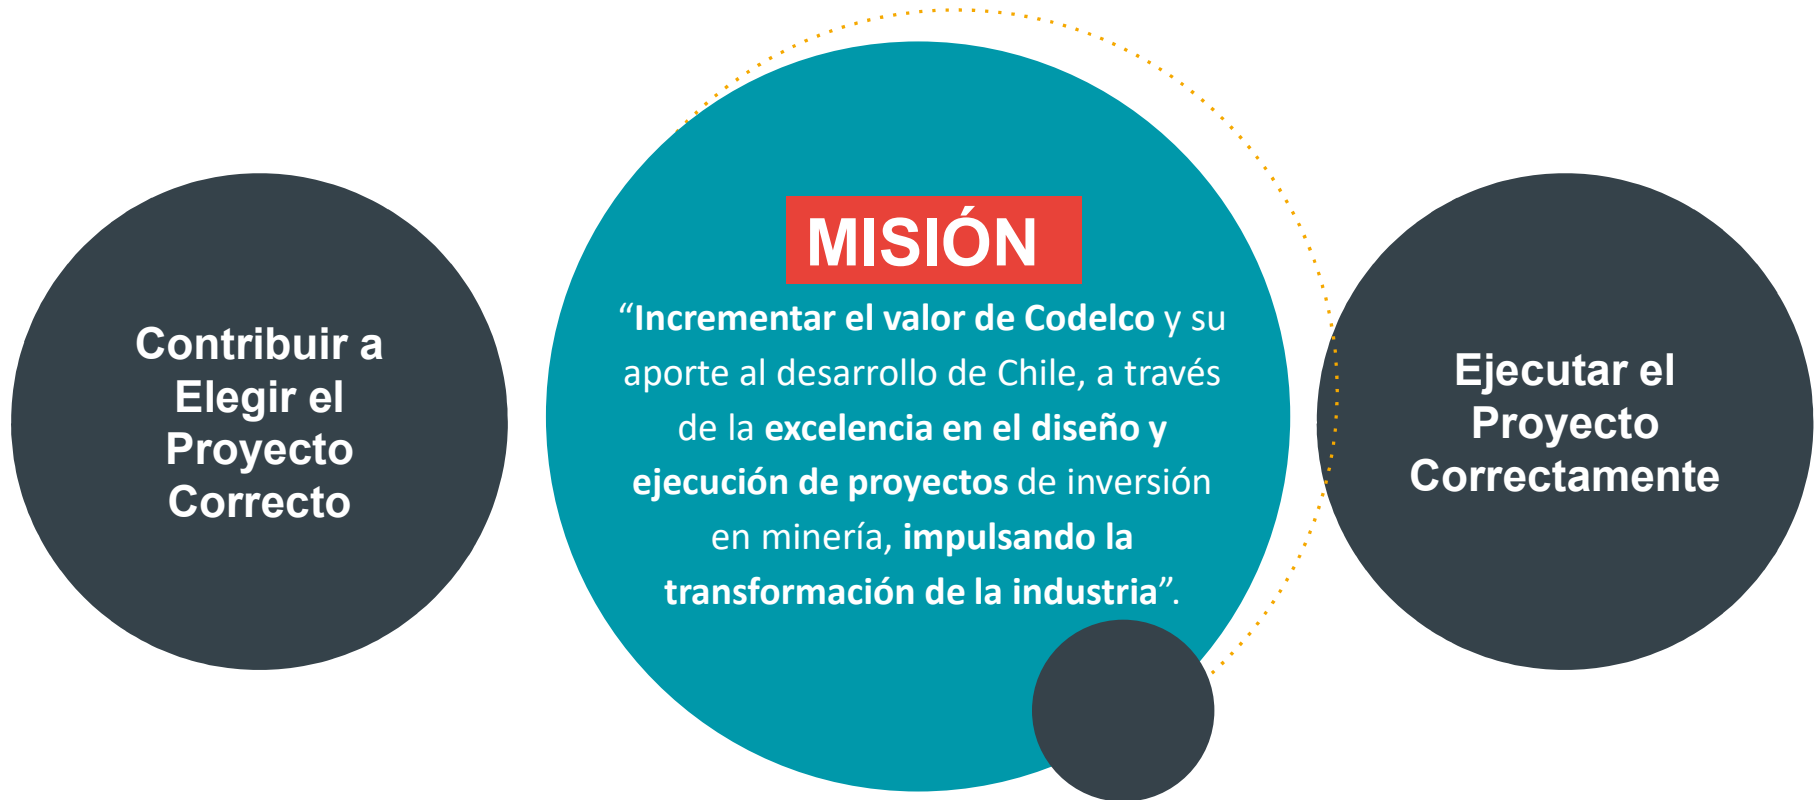 Contribuir a
Elegir el
Proyecto
Correcto
MISIÓN
“Incrementar el valor de Codelco y su
aporte al desarrollo de Chile, a través
de la excelencia en el diseño y
ejecución de proyectos de inversión
en minería, impulsando la
transformación de la industria”.
Ejecutar el
Proyecto
Correctamente